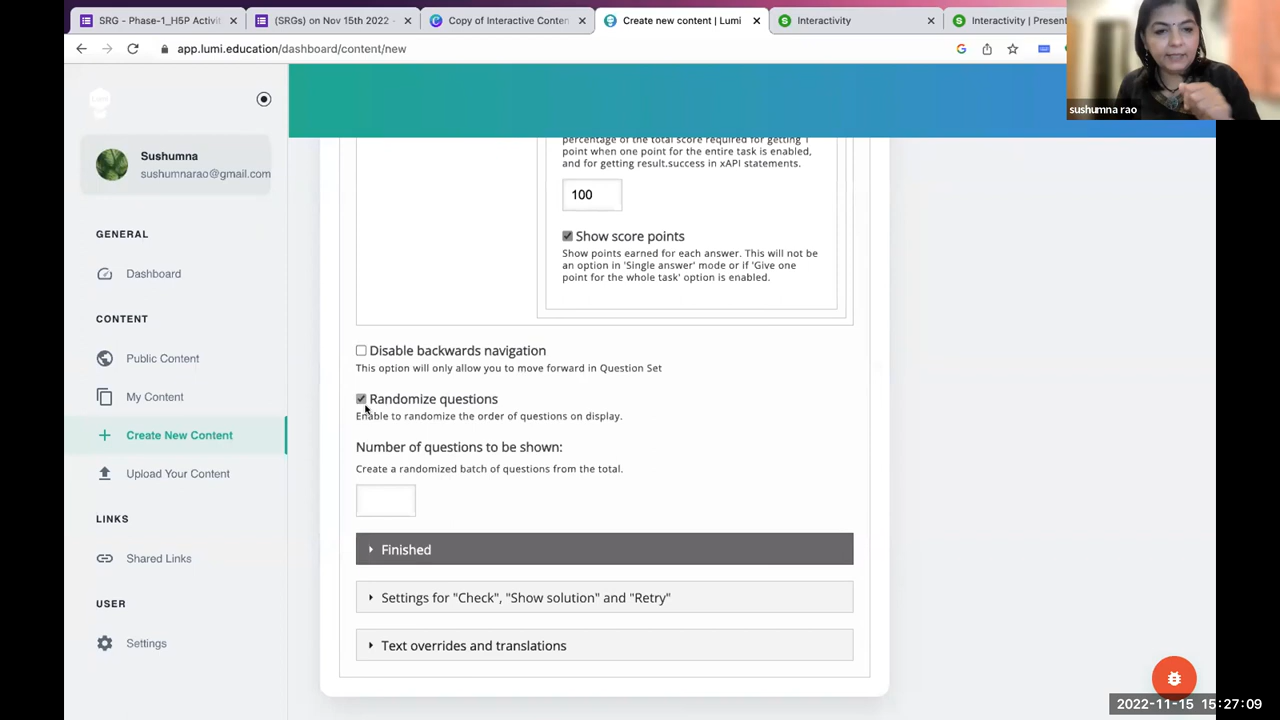 SRG - Phase-1_H5P Activi
(SRGs) on Nov 15th 2022 -
Copy of Interactive Conten
Create new content | Lumi
Interactivity
Interactivity | Present
app.lumi.education/dashboard/content/new
sushumna rao
Sushumna
sushumnarao@gmail.com
GENERAL
Dashboard
CONTENT
Public Content
My Content
Create New Content
Upload Your Content
LINKS
Shared Links
USER
Settings
percentage of the total score required for getting 1
point when one point for the entire task is enabled,
and for getting result.success in xAPI statements.
100
Show score points
Show points earned for each answer. This will not be
an option in 'Single answer' mode or if 'Give one
point for the whole task' option is enabled.
Disable backwards navigation
This option will only allow you to move forward in Question Set
Randomize questions
Enable to randomize the order of questions on display.
Number of questions to be shown:
Create a randomized batch of questions from the total.
Finished
Settings for "Check", "Show solution" and "Retry"
Text overrides and translations
2022-11-15 15:27:09